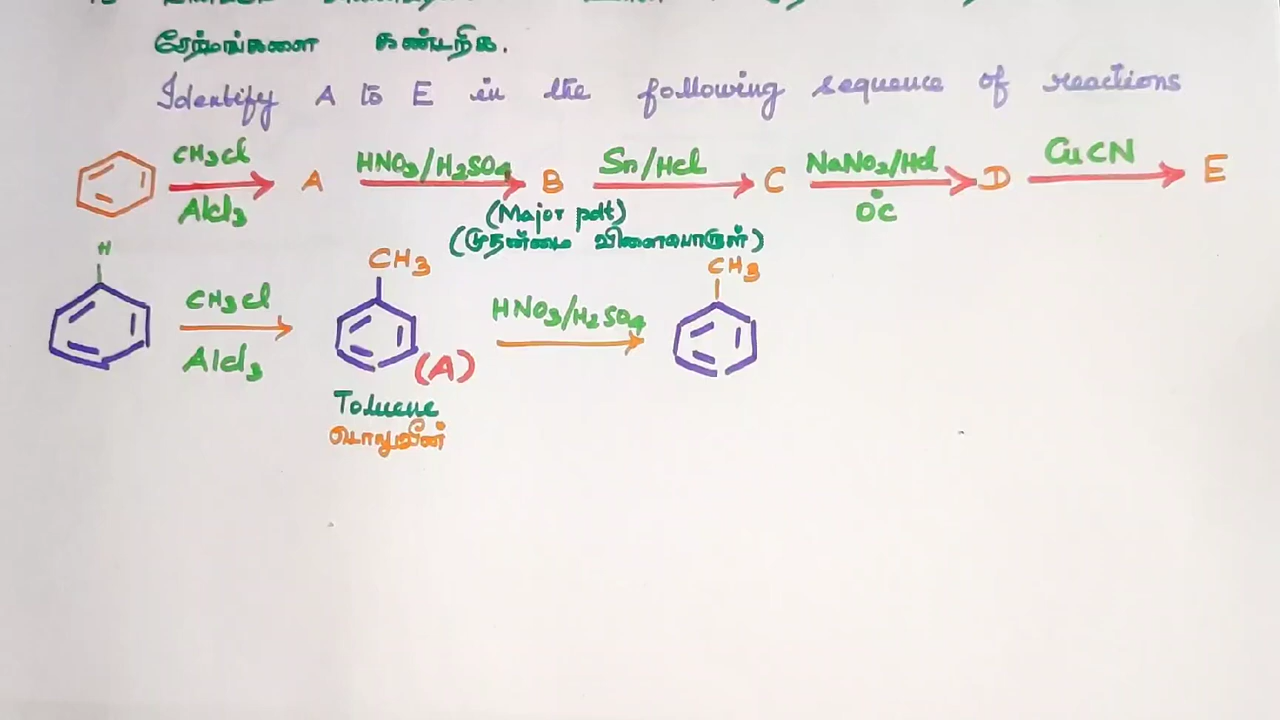 ரேர்மங்களை கண்டறிக.
Identify A to E in the following sequence of reactions
CH3Cl HNO3/H2SO4 Sn/HCl NaNO2/HCl CuCN
A B C D E
AlCl3 (Major pdt) 0°C
(முதன்மை விளைபொருள்)
H CH3 CH3
CH3Cl HNO3/H2SO4
AlCl3 (A)
Toluene
டொலுயீன்